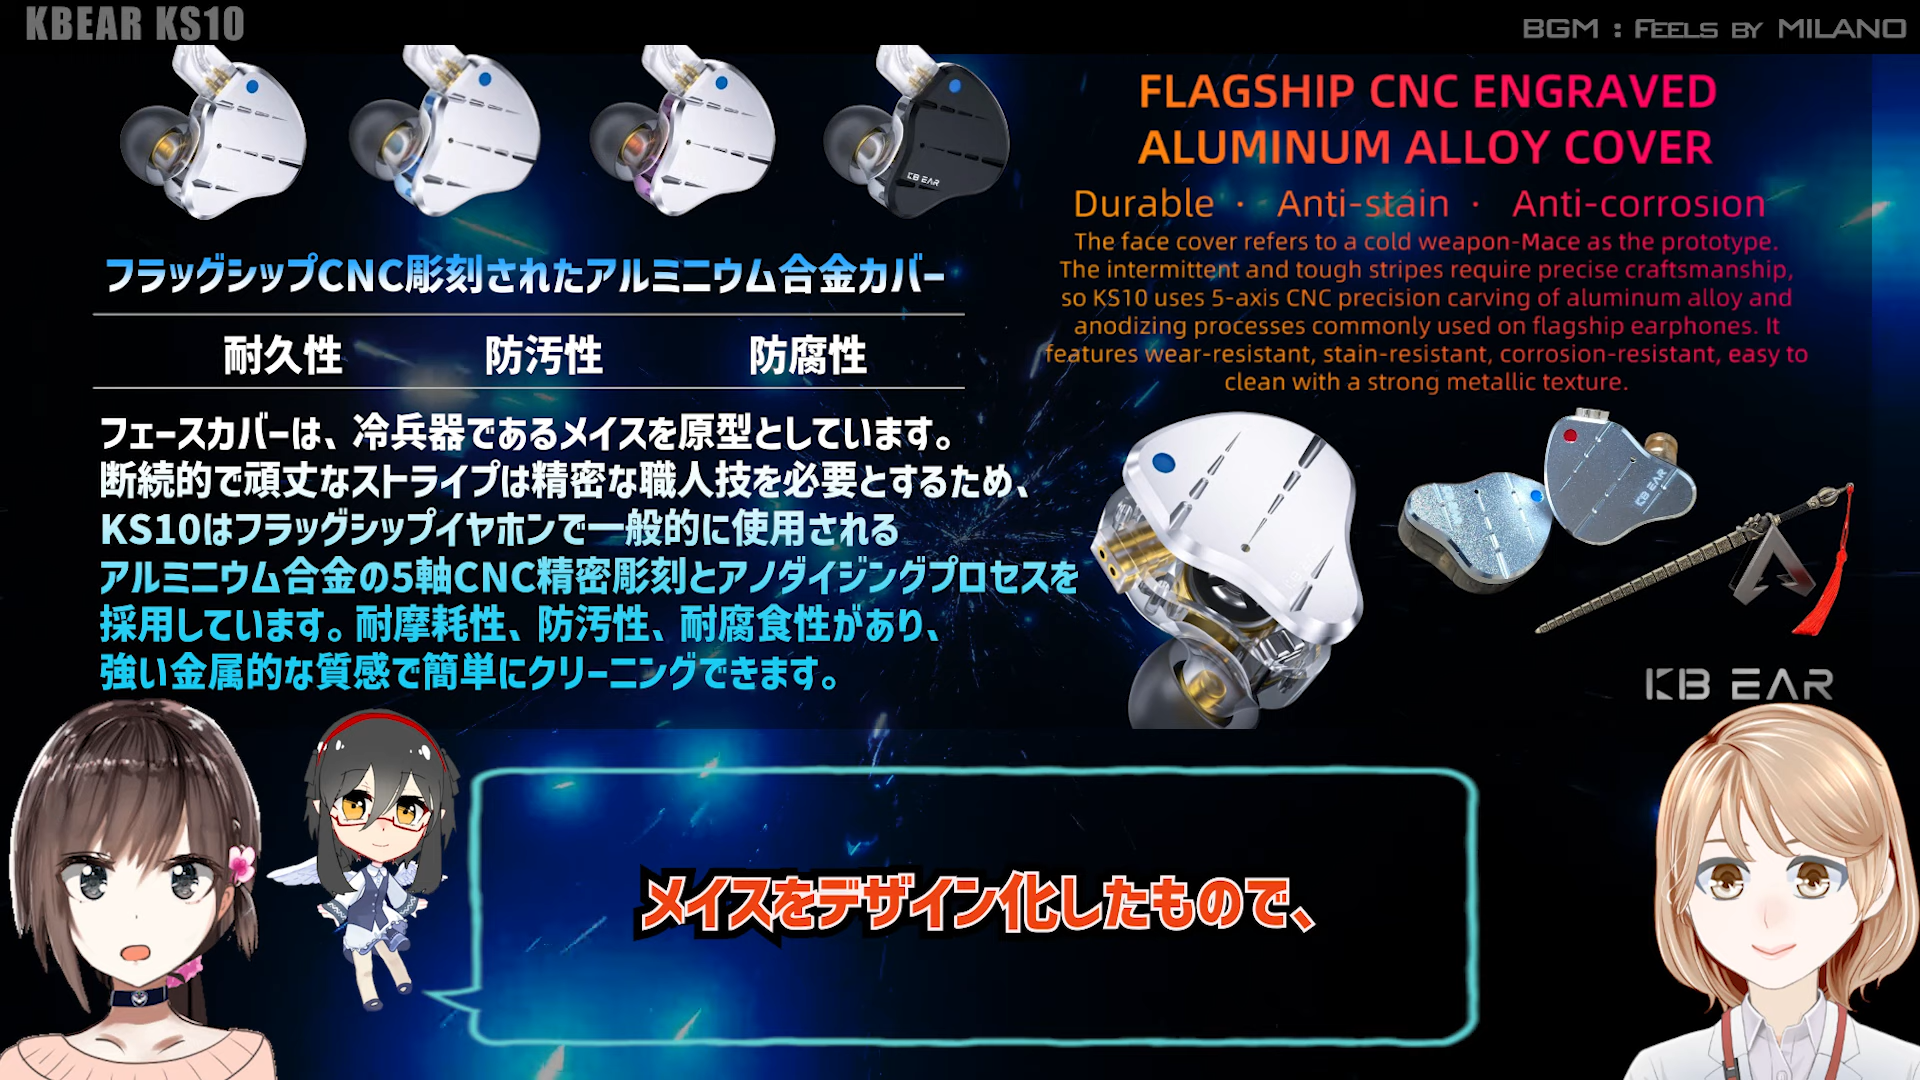 KBEAR KS10
BGM : Feels by MILANO
KB EAR
フラッグシップCNC彫刻されたアルミニウム合金カバー
耐久性 防汚性 防腐性
フェースカバーは、冷兵器であるメイスを原型としています。
断続的で頑丈なストライプは精密な職人技を必要とするため、
KS10はフラッグシップイヤホンで一般的に使用される
アルミニウム合金の5軸CNC精密彫刻とアノダイジングプロセスを
採用しています。耐摩耗性、防汚性、耐腐食性があり、
強い金属的な質感で簡単にクリーニングできます。
FLAGSHIP CNC ENGRAVED
ALUMINUM ALLOY COVER
Durable · Anti-stain · Anti-corrosion
The face cover refers to a cold weapon-Mace as the prototype.
The intermittent and tough stripes require precise craftsmanship,
so KS10 uses 5-axis CNC precision carving of aluminum alloy and
anodizing processes commonly used on flagship earphones. It
features wear-resistant, stain-resistant, corrosion-resistant, easy to
clean with a strong metallic texture.
KB EAR
KB EAR
メイスをデザイン化したもので、